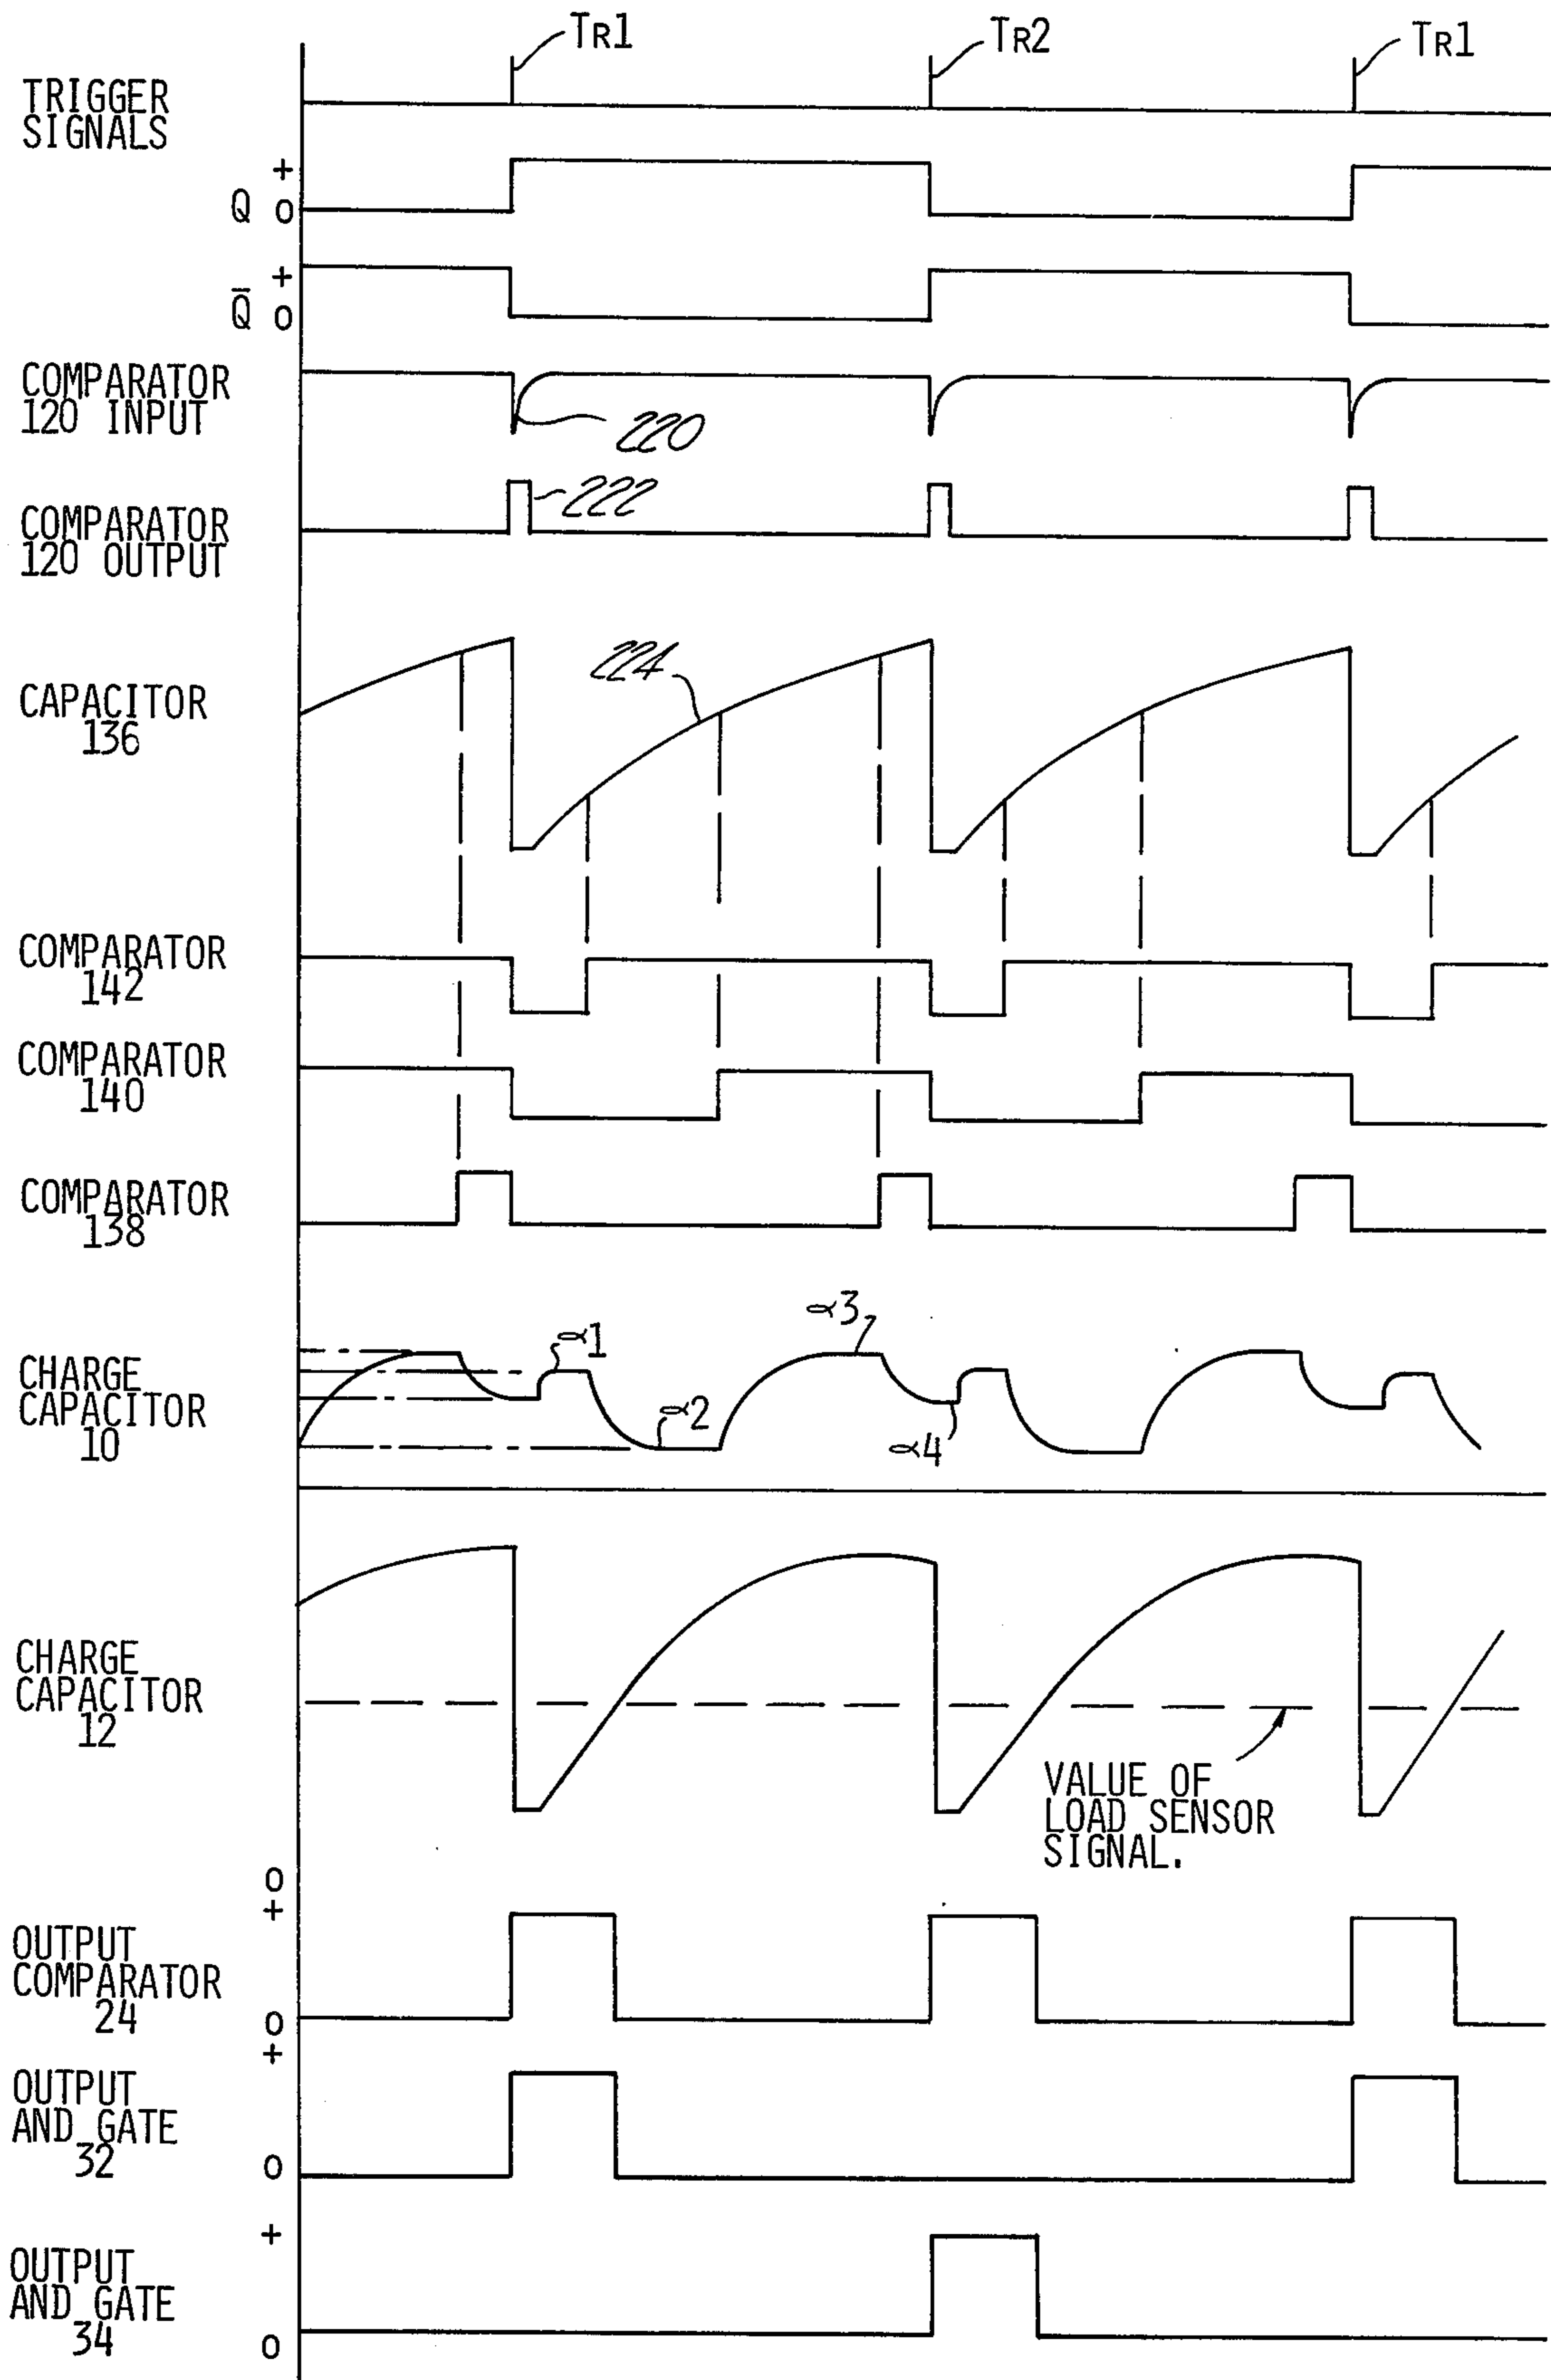 TR1
TR2
TR1
TRIGGER
SIGNALS
+
Q 0
+
Q̅ 0
COMPARATOR
120 INPUT
220
222
COMPARATOR
120 OUTPUT
224
CAPACITOR
136
COMPARATOR
142
COMPARATOR
140
COMPARATOR
138
α3
α1
CHARGE
CAPACITOR
10
α2
α4
CHARGE
CAPACITOR
12
VALUE OF
LOAD SENSOR
SIGNAL.
0
+
OUTPUT
COMPARATOR
24
0
+
OUTPUT
AND GATE
32
0
+
OUTPUT
AND GATE
34
0